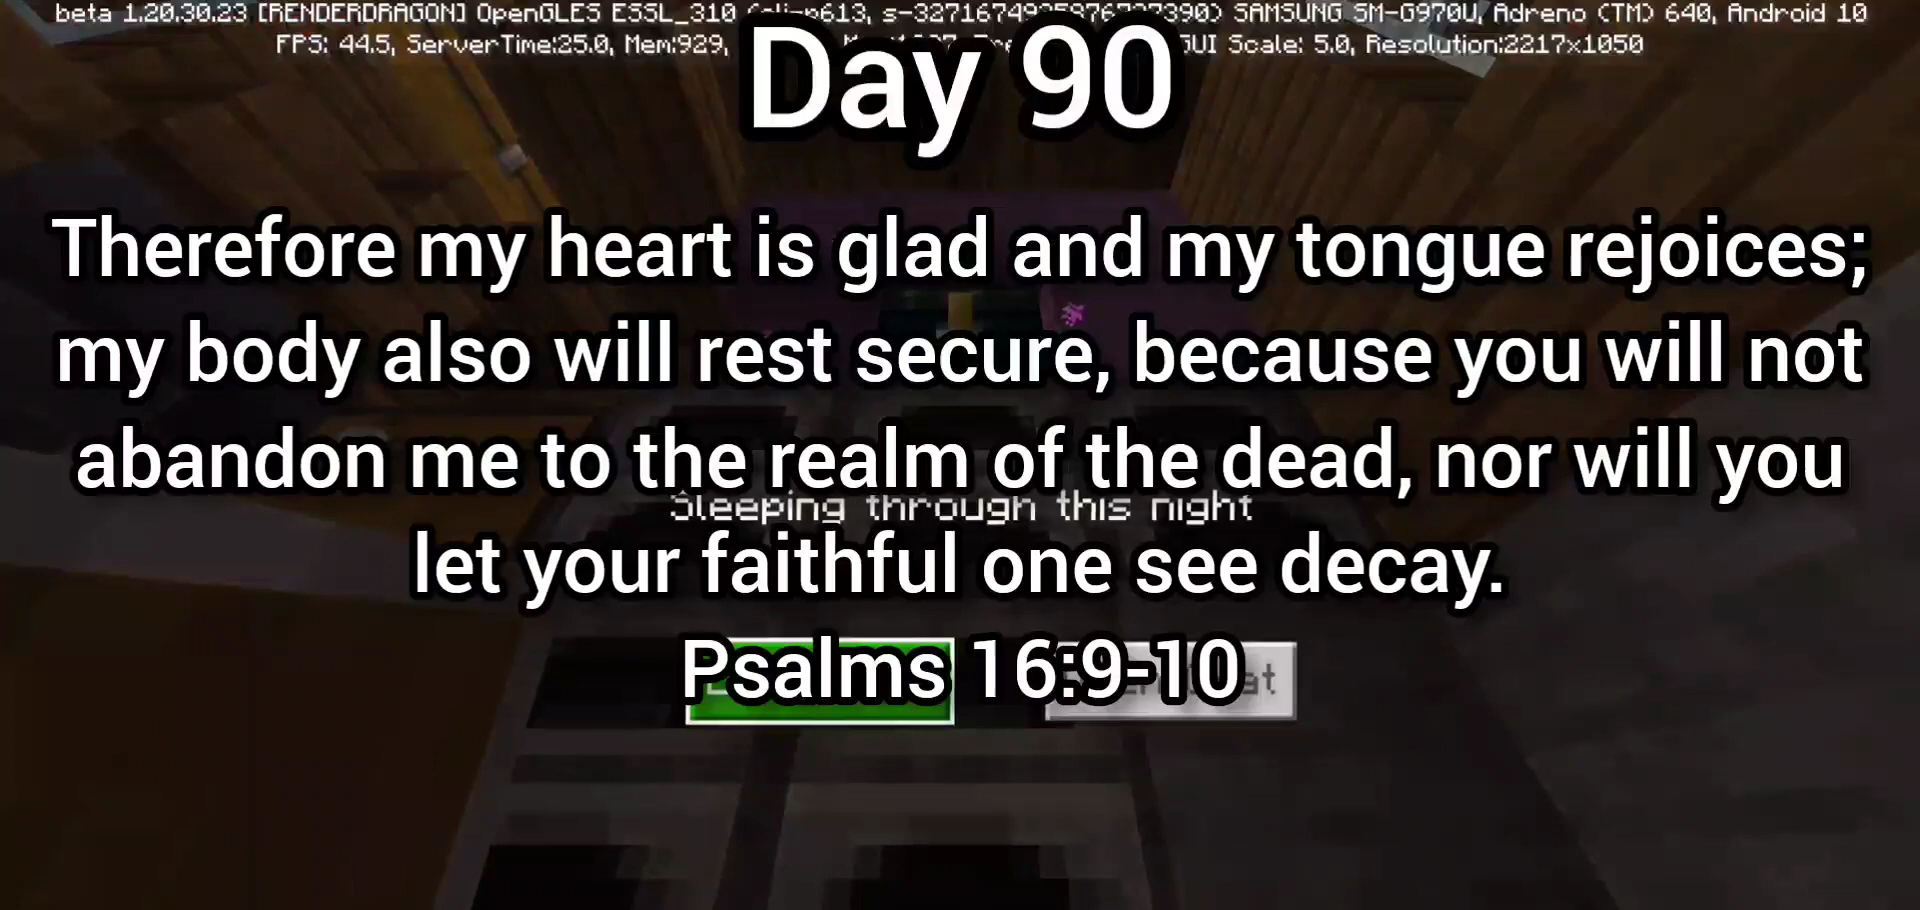 beta 1.20.30.23 [RENDERDRAGON] OpenGLES ESSL_310 SAMSUNG SM-G970U, Adreno (TM) 640, Android 10
FPS: 44.5, ServerTime:25.0, Mem:929, GUI Scale: 5.0, Resolution:2217x1050
Day 90
Therefore my heart is glad and my tongue rejoices;
my body also will rest secure, because you will not
abandon me to the realm of the dead, nor will you
Sleeping through this night
let your faithful one see decay.
Psalms 16:9-10